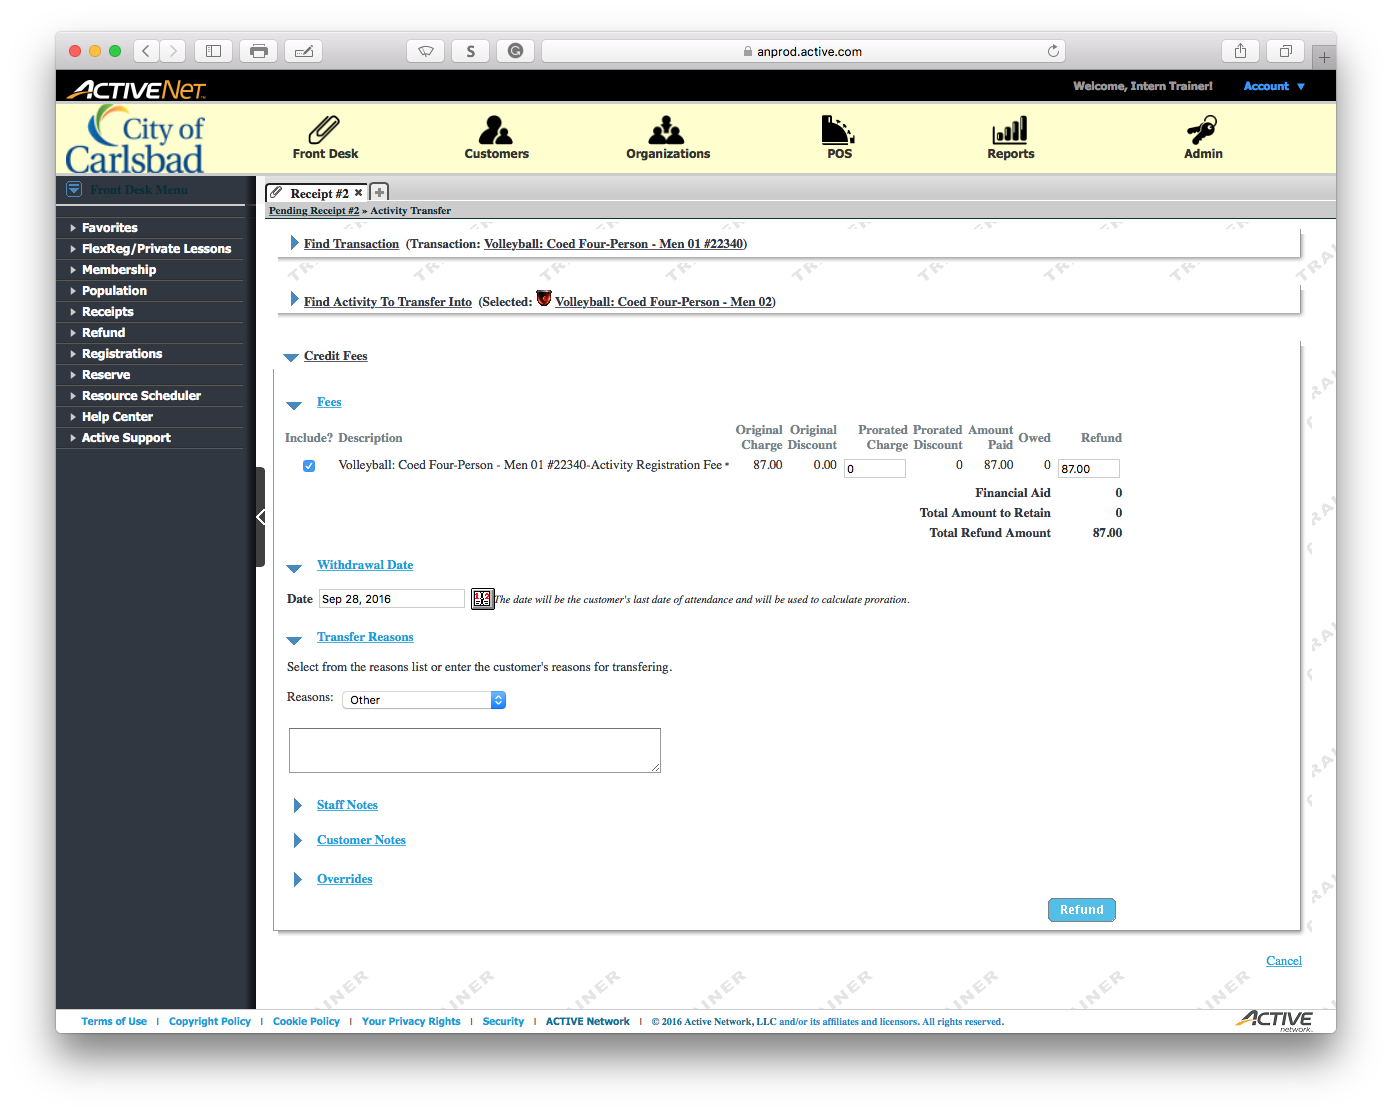 S
anprod.active.com
ACTIVENET
Welcome, Intern Trainer!
Account
City of
Carlsbad
Front Desk
Customers
Organizations
POS
Reports
Admin
Front Desk Menu
Receipt #2
Pending Receipt #2 » Activity Transfer
Favorites
FlexReg/Private Lessons
Membership
Population
Receipts
Refund
Registrations
Reserve
Resource Scheduler
Help Center
Active Support
Find Transaction (Transaction: Volleyball: Coed Four-Person - Men 01 #22340)
Find Activity To Transfer Into (Selected: Volleyball: Coed Four-Person - Men 02)
Credit Fees
Fees
Include? Description Original Charge Original Discount Prorated Charge Prorated Discount Amount Paid Owed Refund
Volleyball: Coed Four-Person - Men 01 #22340-Activity Registration Fee * 87.00 0.00 0 0 87.00 0 87.00
Financial Aid 0
Total Amount to Retain 0
Total Refund Amount 87.00
Withdrawal Date
Date Sep 28, 2016 The date will be the customer's last date of attendance and will be used to calculate proration.
Transfer Reasons
Select from the reasons list or enter the customer's reasons for transfering.
Reasons: Other
Staff Notes
Customer Notes
Overrides
Refund
Cancel
Terms of Use | Copyright Policy | Cookie Policy | Your Privacy Rights | Security | ACTIVE Network | © 2016 Active Network, LLC and/or its affiliates and licensors. All rights reserved.
ACTIVE
network